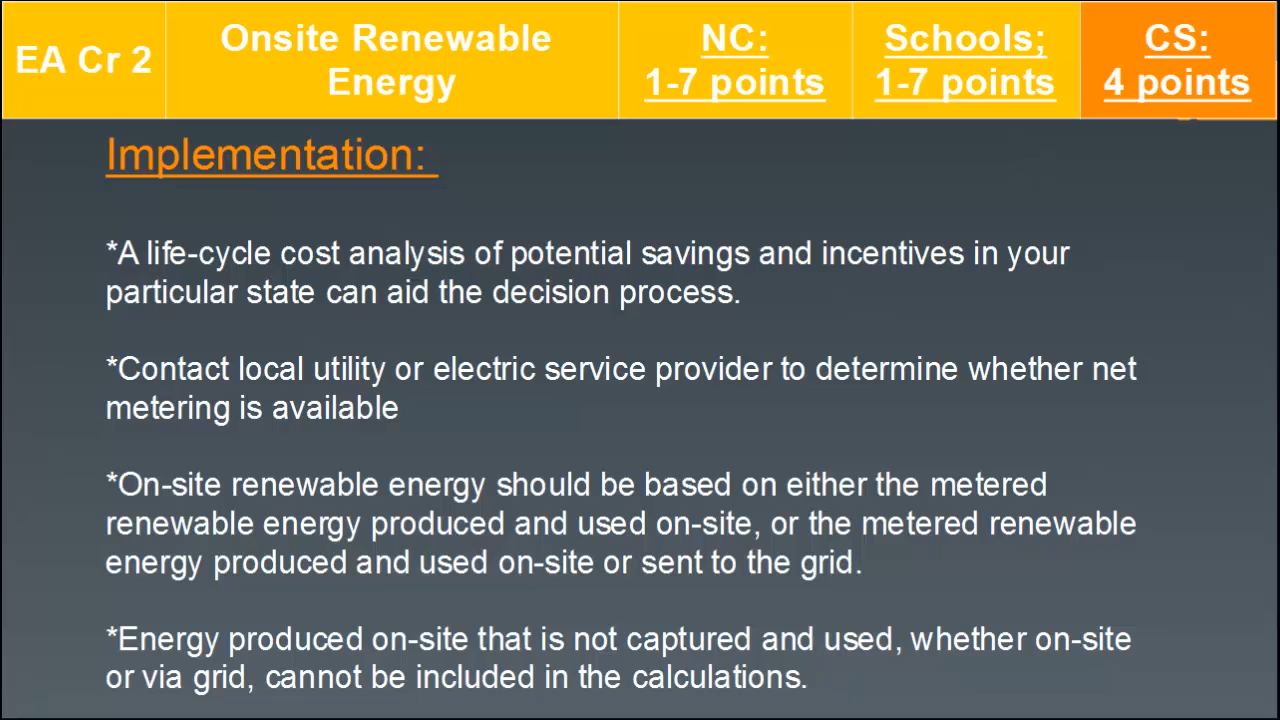 EA Cr 2
Onsite Renewable
Energy
NC:
1-7 points
Schools;
1-7 points
CS:
4 points
Implementation:
*A life-cycle cost analysis of potential savings and incentives in your
particular state can aid the decision process.
*Contact local utility or electric service provider to determine whether net
metering is available
*On-site renewable energy should be based on either the metered
renewable energy produced and used on-site, or the metered renewable
energy produced and used on-site or sent to the grid.
*Energy produced on-site that is not captured and used, whether on-site
or via grid, cannot be included in the calculations.